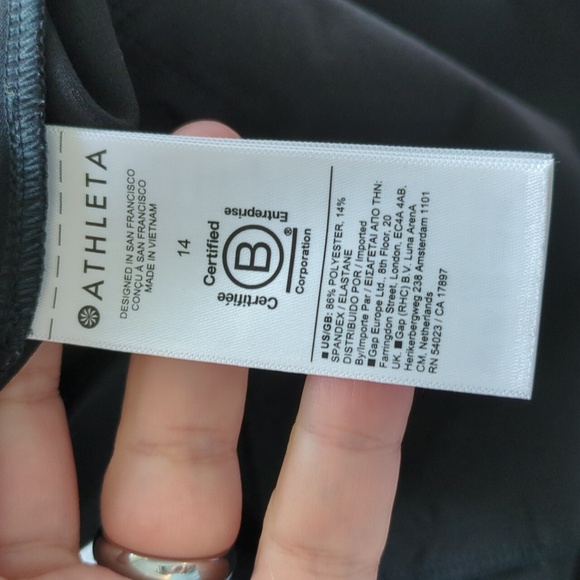 ATHLETA
DESIGNED IN SAN FRANCISCO
CONÇU À SAN FRANCISCO
MADE IN VIETNAM
14
Certified
Certifiée
B
®
Entreprise
Corporation
■ US/GB: 86% POLYESTER, 14%
SPANDEX / ELASTANE
DISTRIBUIDO POR / Imported
By/Importe Par / ΕΙΣΑΓΕΤΑΙ ΑΠΟ ΤΗΝ:
■Gap Europe Ltd., 8th Floor, 20
Farringdon Street, London, EC4A 4AB,
UK. ■ Gap (RHC) B.V. Luna ArenA
Herikerbergweg 238 Amsterdam 1101
CM, Netherlands
RN 54023 / CA 17897